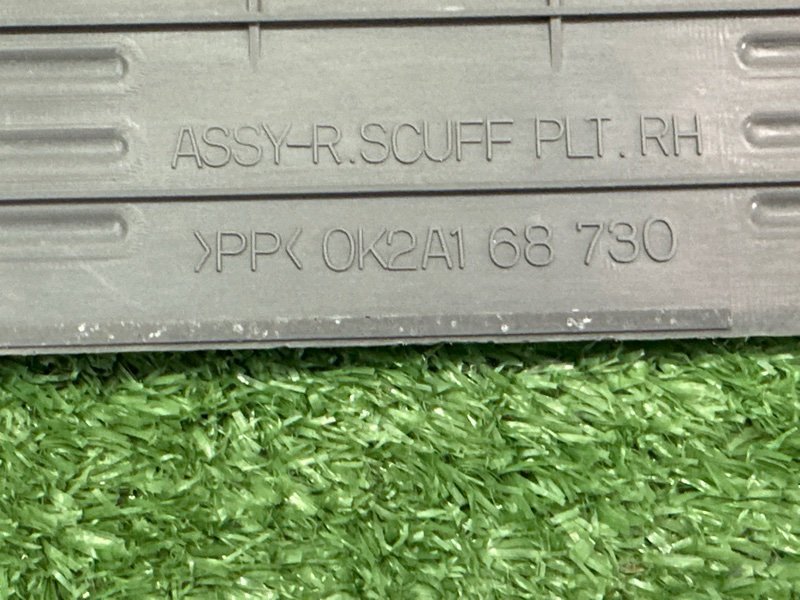 ASSY-R.SCUFF PLT.RH
>PP< 0K2A1 68 730